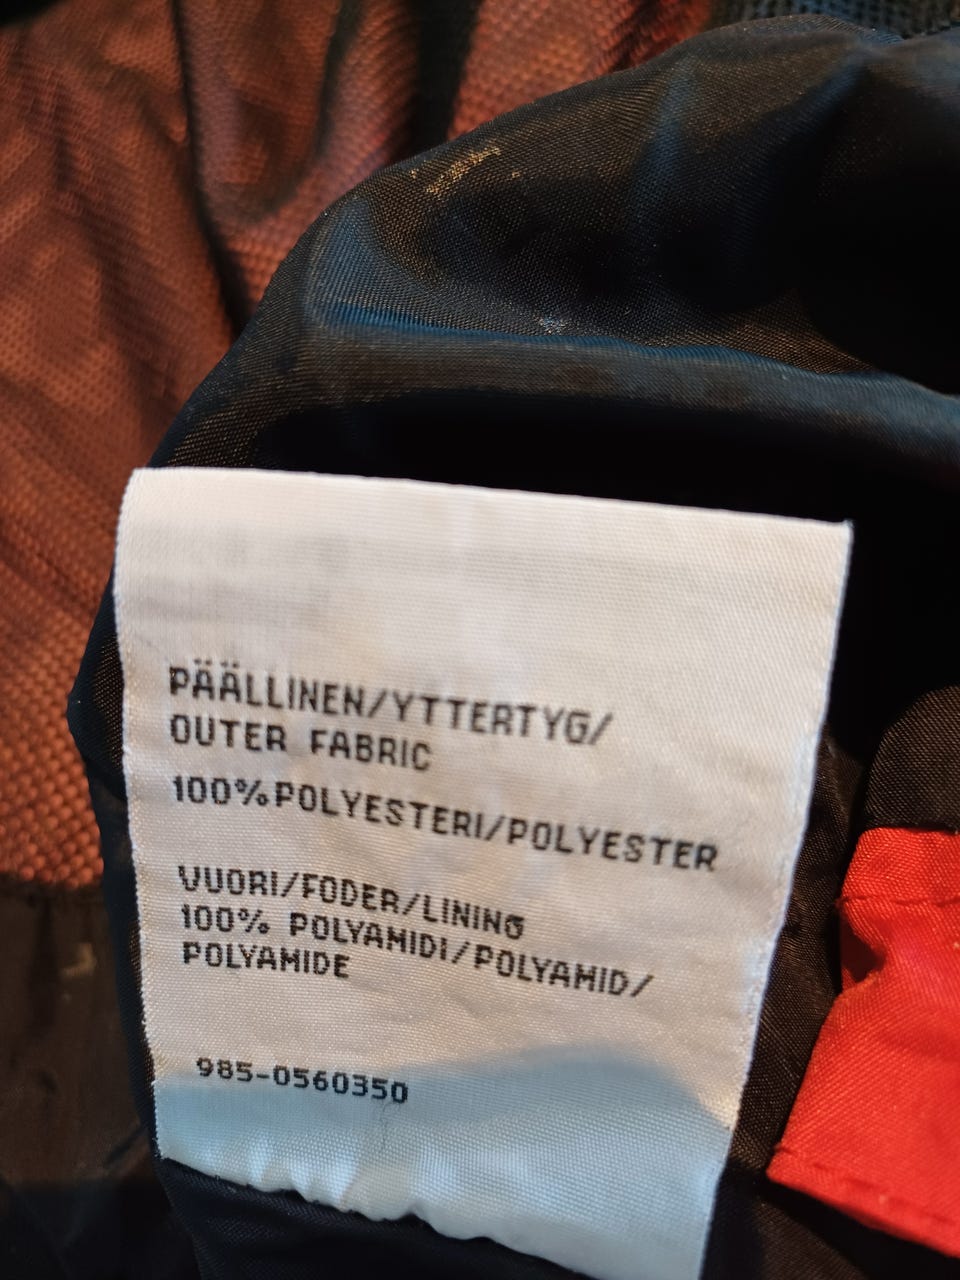 PÄÄLLINEN/YTTERTYG/
OUTER FABRIC
100%POLYESTERI/POLYESTER
VUORI/FODER/LINING
100% POLYAMIDI/POLYAMID/
POLYAMIDE
985-0560350